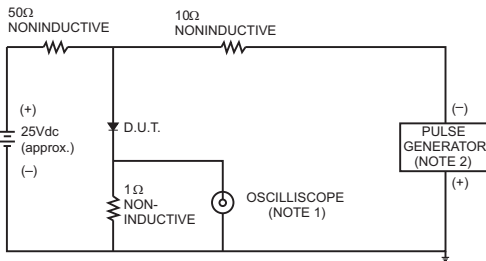 50Ω
NONINDUCTIVE
10Ω
NONINDUCTIVE
(+)
25Vdc
(approx.)
(–)
D.U.T.
1Ω
NON-
INDUCTIVE
OSCILLISCOPE
(NOTE 1)
(–)
PULSE
GENERATOR
(NOTE 2)
(+)